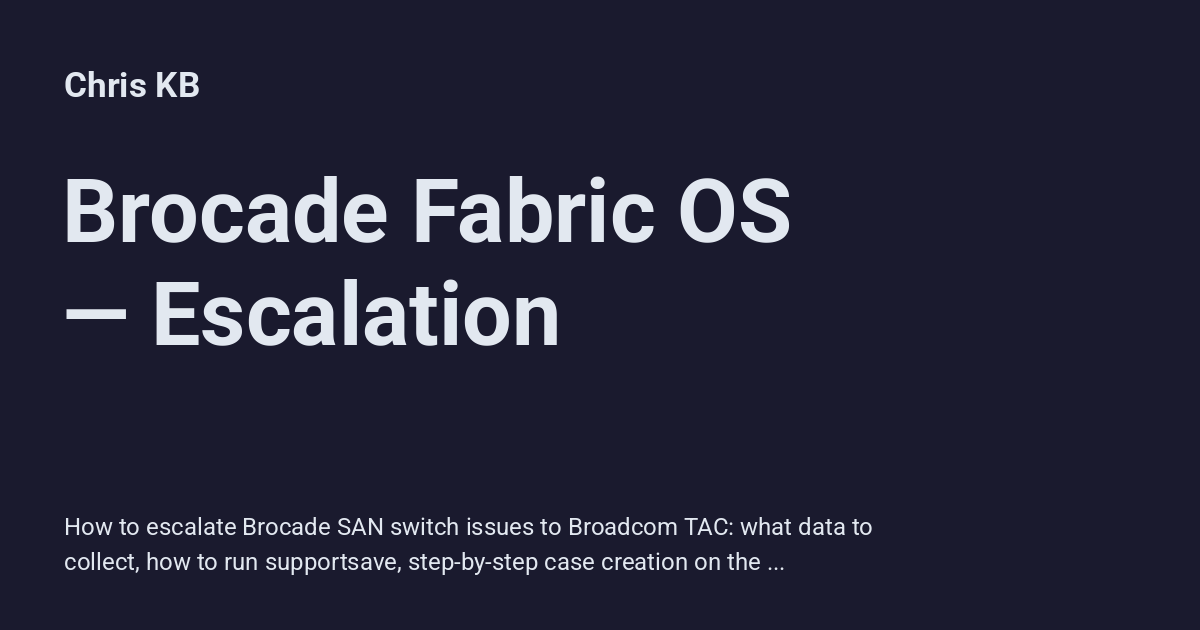 Chris KB
Brocade Fabric OS
— Escalation
How to escalate Brocade SAN switch issues to Broadcom TAC: what data to
collect, how to run supportsave, step-by-step case creation on the ...